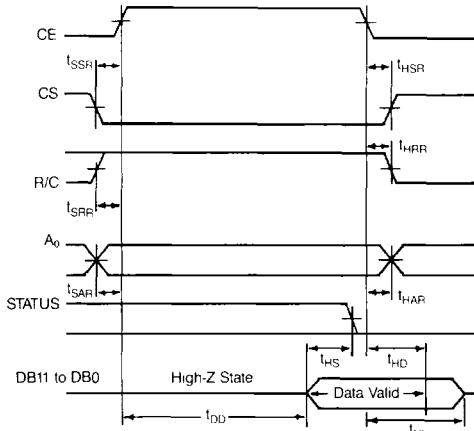 CE
tSSR
tHSR
CS
tHRR
R/C
tSRR
A0
tSAR
tHAR
STATUS
tHS
tHD
DB11 to DB0
High-Z State
Data Valid
tDD